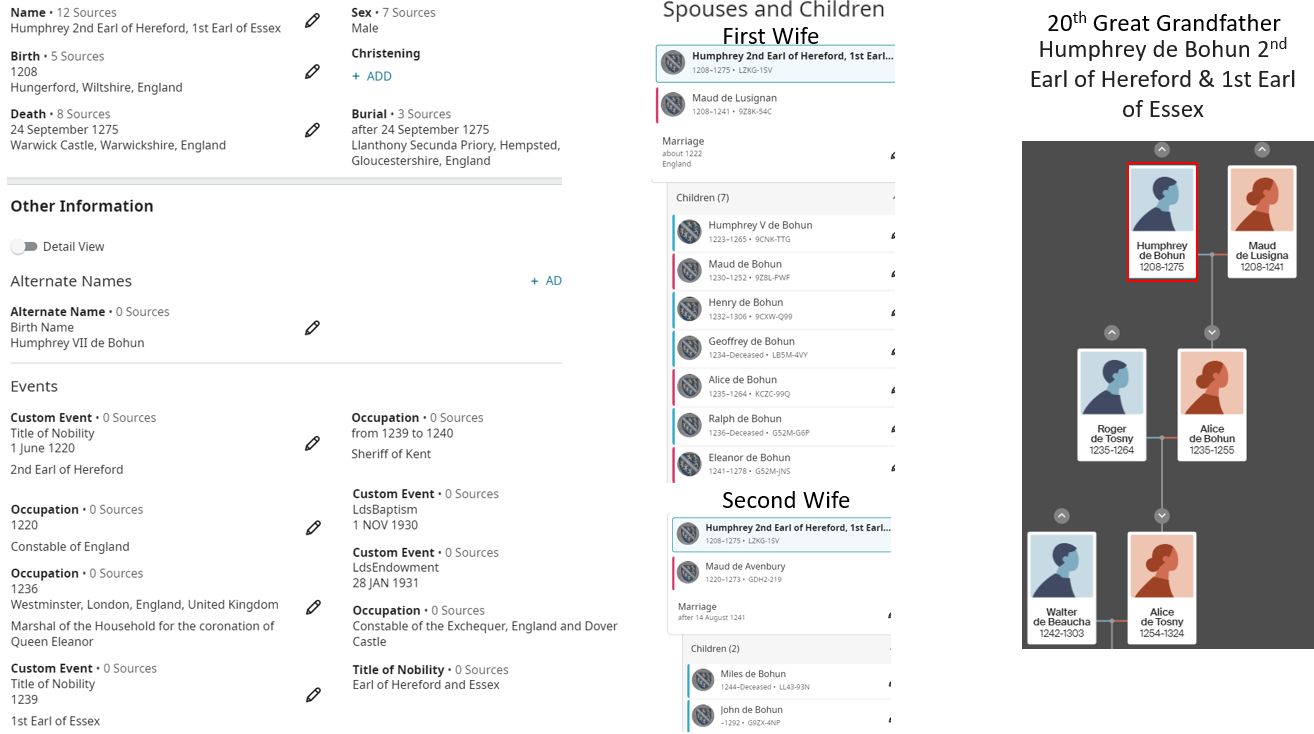 Name • 12 Sources
Humphrey 2nd Earl of Hereford, 1st Earl of Essex
Sex • 7 Sources
Male
Birth • 5 Sources
1208
Hungerford, Wiltshire, England
Christening
+ ADD
Death • 8 Sources
24 September 1275
Warwick Castle, Warwickshire, England
Burial • 3 Sources
after 24 September 1275
Llanthony Secunda Priory, Hempsted,
Gloucestershire, England
Other Information
Detail View
Alternate Names
+ AD
Alternate Name • 0 Sources
Birth Name
Humphrey VII de Bohun
Events
Custom Event • 0 Sources
Title of Nobility
1 June 1220
2nd Earl of Hereford
Occupation • 0 Sources
1220
Constable of England
Occupation • 0 Sources
1236
Westminster, London, England, United Kingdom
Marshal of the Household for the coronation of
Queen Eleanor
Custom Event • 0 Sources
Title of Nobility
1239
1st Earl of Essex
Occupation • 0 Sources
from 1239 to 1240
Sheriff of Kent
Custom Event • 0 Sources
LdsBaptism
1 NOV 1930
Custom Event • 0 Sources
LdsEndowment
28 JAN 1931
Occupation • 0 Sources
Constable of the Exchequer, England and Dover
Castle
Title of Nobility • 0 Sources
Earl of Hereford and Essex
Spouses and Children
First Wife
Humphrey 2nd Earl of Hereford, 1st Earl...
1208–1275 • LZKG-1SV
Maud de Lusignan
1208–1241 • 9Z8K-54C
Marriage
about 1222
England
Children (7)
Humphrey V de Bohun
1223–1265 • 9CNK-TTG
Maud de Bohun
1230–1252 • 9Z8L-PWF
Henry de Bohun
1232–1306 • 9CXW-Q99
Geoffrey de Bohun
1234–Deceased • LB5M-4VY
Alice de Bohun
1235–1264 • KCZC-99Q
Ralph de Bohun
1236–Deceased • G52M-G6P
Eleanor de Bohun
1241–1278 • G52M-JNS
Second Wife
Humphrey 2nd Earl of Hereford, 1st Earl...
1208–1275 • LZKG-1SV
Maud de Avenbury
1220–1273 • GDH2-219
Marriage
after 14 August 1241
Children (2)
Miles de Bohun
1244–Deceased • LL43-93N
John de Bohun
–1292 • G9ZX-4NP
20th Great Grandfather
Humphrey de Bohun 2nd
Earl of Hereford & 1st Earl
of Essex
Humphrey
de Bohun
1208-1275
Maud
de Lusigna
1208-1241
Roger
de Tosny
1235-1264
Alice
de Bohun
1235-1255
Walter
de Beaucha
1242-1303
Alice
de Tosny
1254-1324